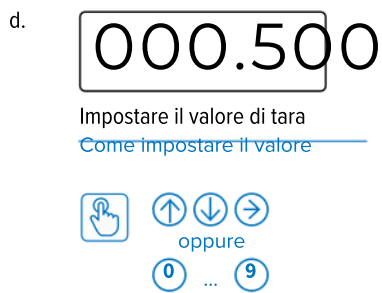 d.
000.500
Impostare il valore di tara
Come impostare il valore
oppure
0 ... 9